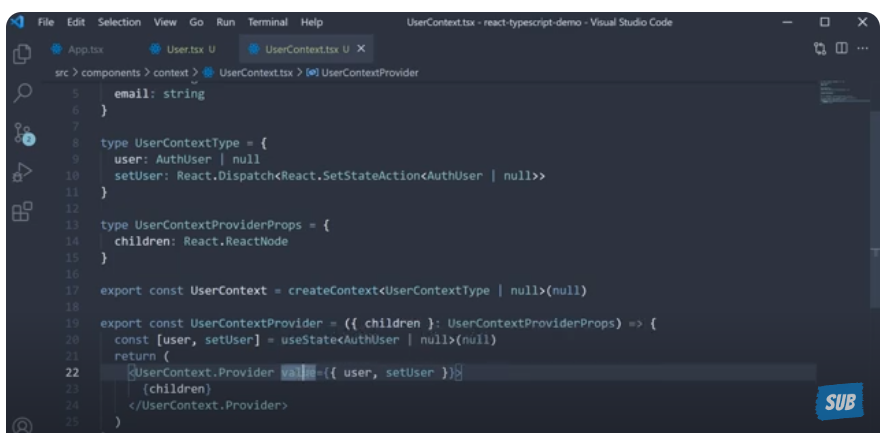 File Edit Selection View Go Run Terminal Help UserContext.tsx - react-typescript-demo - Visual Studio Code
App.tsx User.tsx U UserContext.tsx U
src > components > context > UserContext.tsx > UserContextProvider
5 email: string
6 }
7
8 type UserContextType = {
9 user: AuthUser | null
10 setUser: React.Dispatch<React.SetStateAction<AuthUser | null>>
11 }
12
13 type UserContextProviderProps = {
14 children: React.ReactNode
15 }
16
17 export const UserContext = createContext<UserContextType | null>(null)
18
19 export const UserContextProvider = ({ children }: UserContextProviderProps) => {
20 const [user, setUser] = useState<AuthUser | null>(null)
21 return (
22 <UserContext.Provider value={{ user, setUser }}>
23 {children}
24 </UserContext.Provider>
25 )
2
SUB